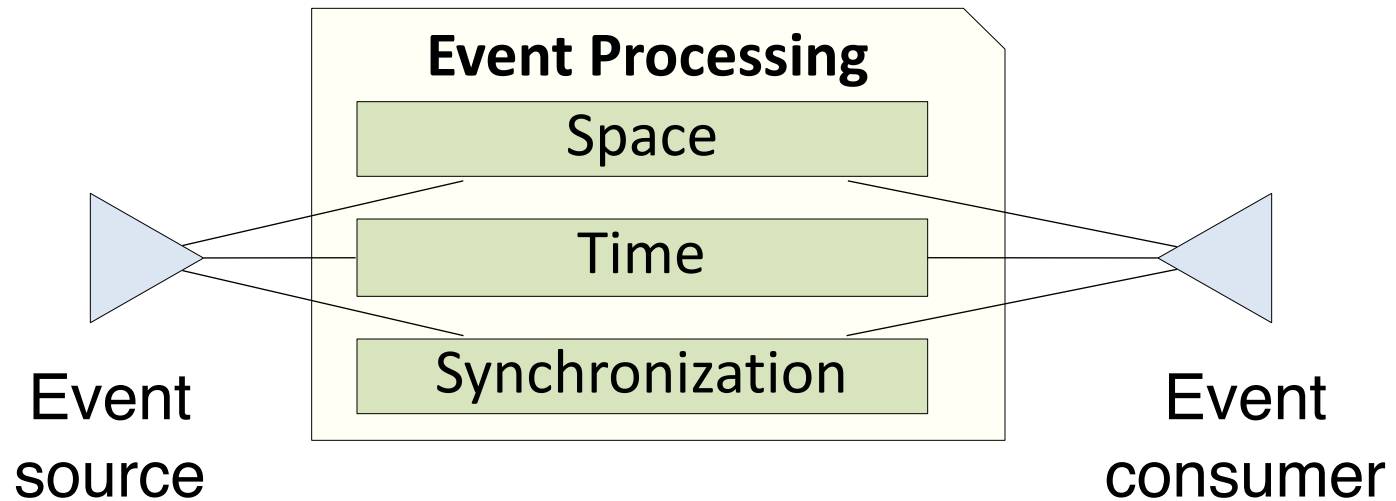 Event Processing
Space
Time
Synchronization
Event
source
Event
consumer